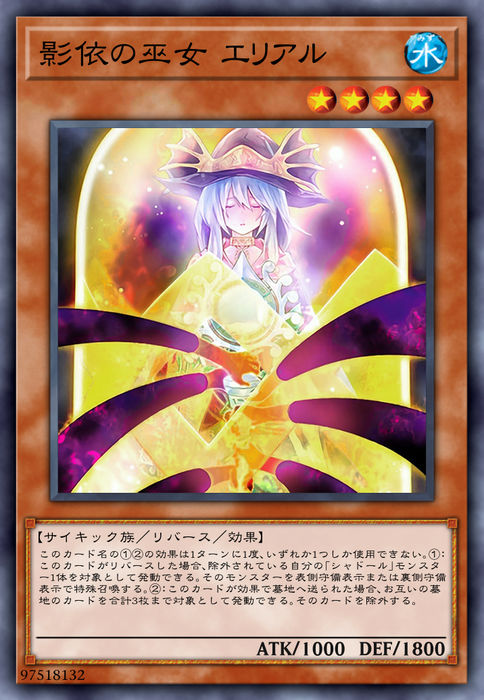 影依の巫女 エリアル
みず
水
【サイキック族／リバース／効果】
このカード名の①②の効果は1ターンに1度、いずれか1つしか使用できない。①：
このカードがリバースした場合、除外されている自分の「シャドール」モンスタ
ー1体を対象として発動できる。そのモンスターを表側守備表示または裏側守備
表示で特殊召喚する。②：このカードが効果で墓地へ送られた場合、お互いの墓
地のカードを合計3枚まで対象として発動できる。そのカードを除外する。
ATK/1000 DEF/1800
97518132